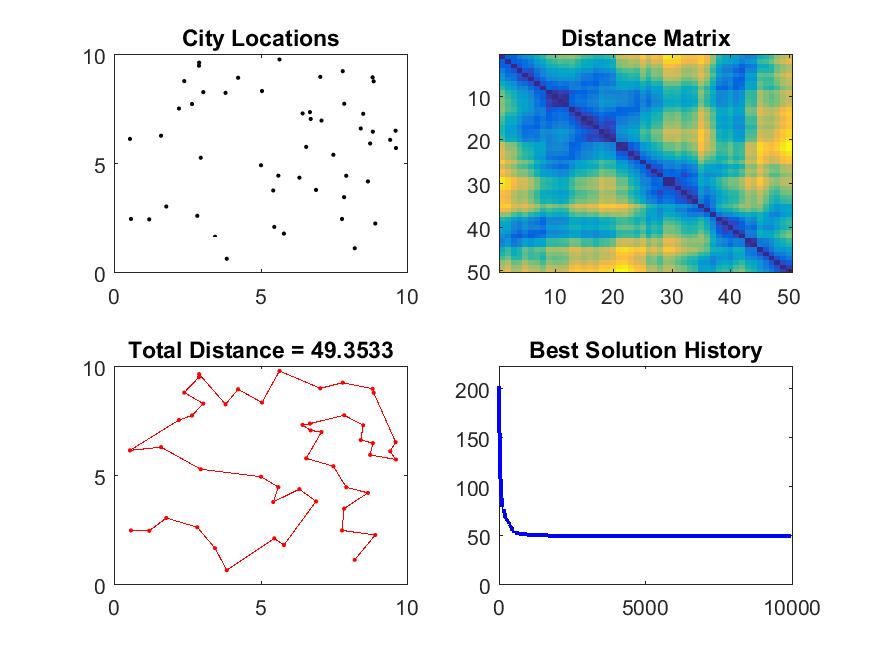 City Locations
10
5
0
0 5 10
Distance Matrix
10
20
30
40
50
10 20 30 40 50
Total Distance = 49.3533
10
5
0
0 5 10
Best Solution History
200
150
100
50
0
0 5000 10000